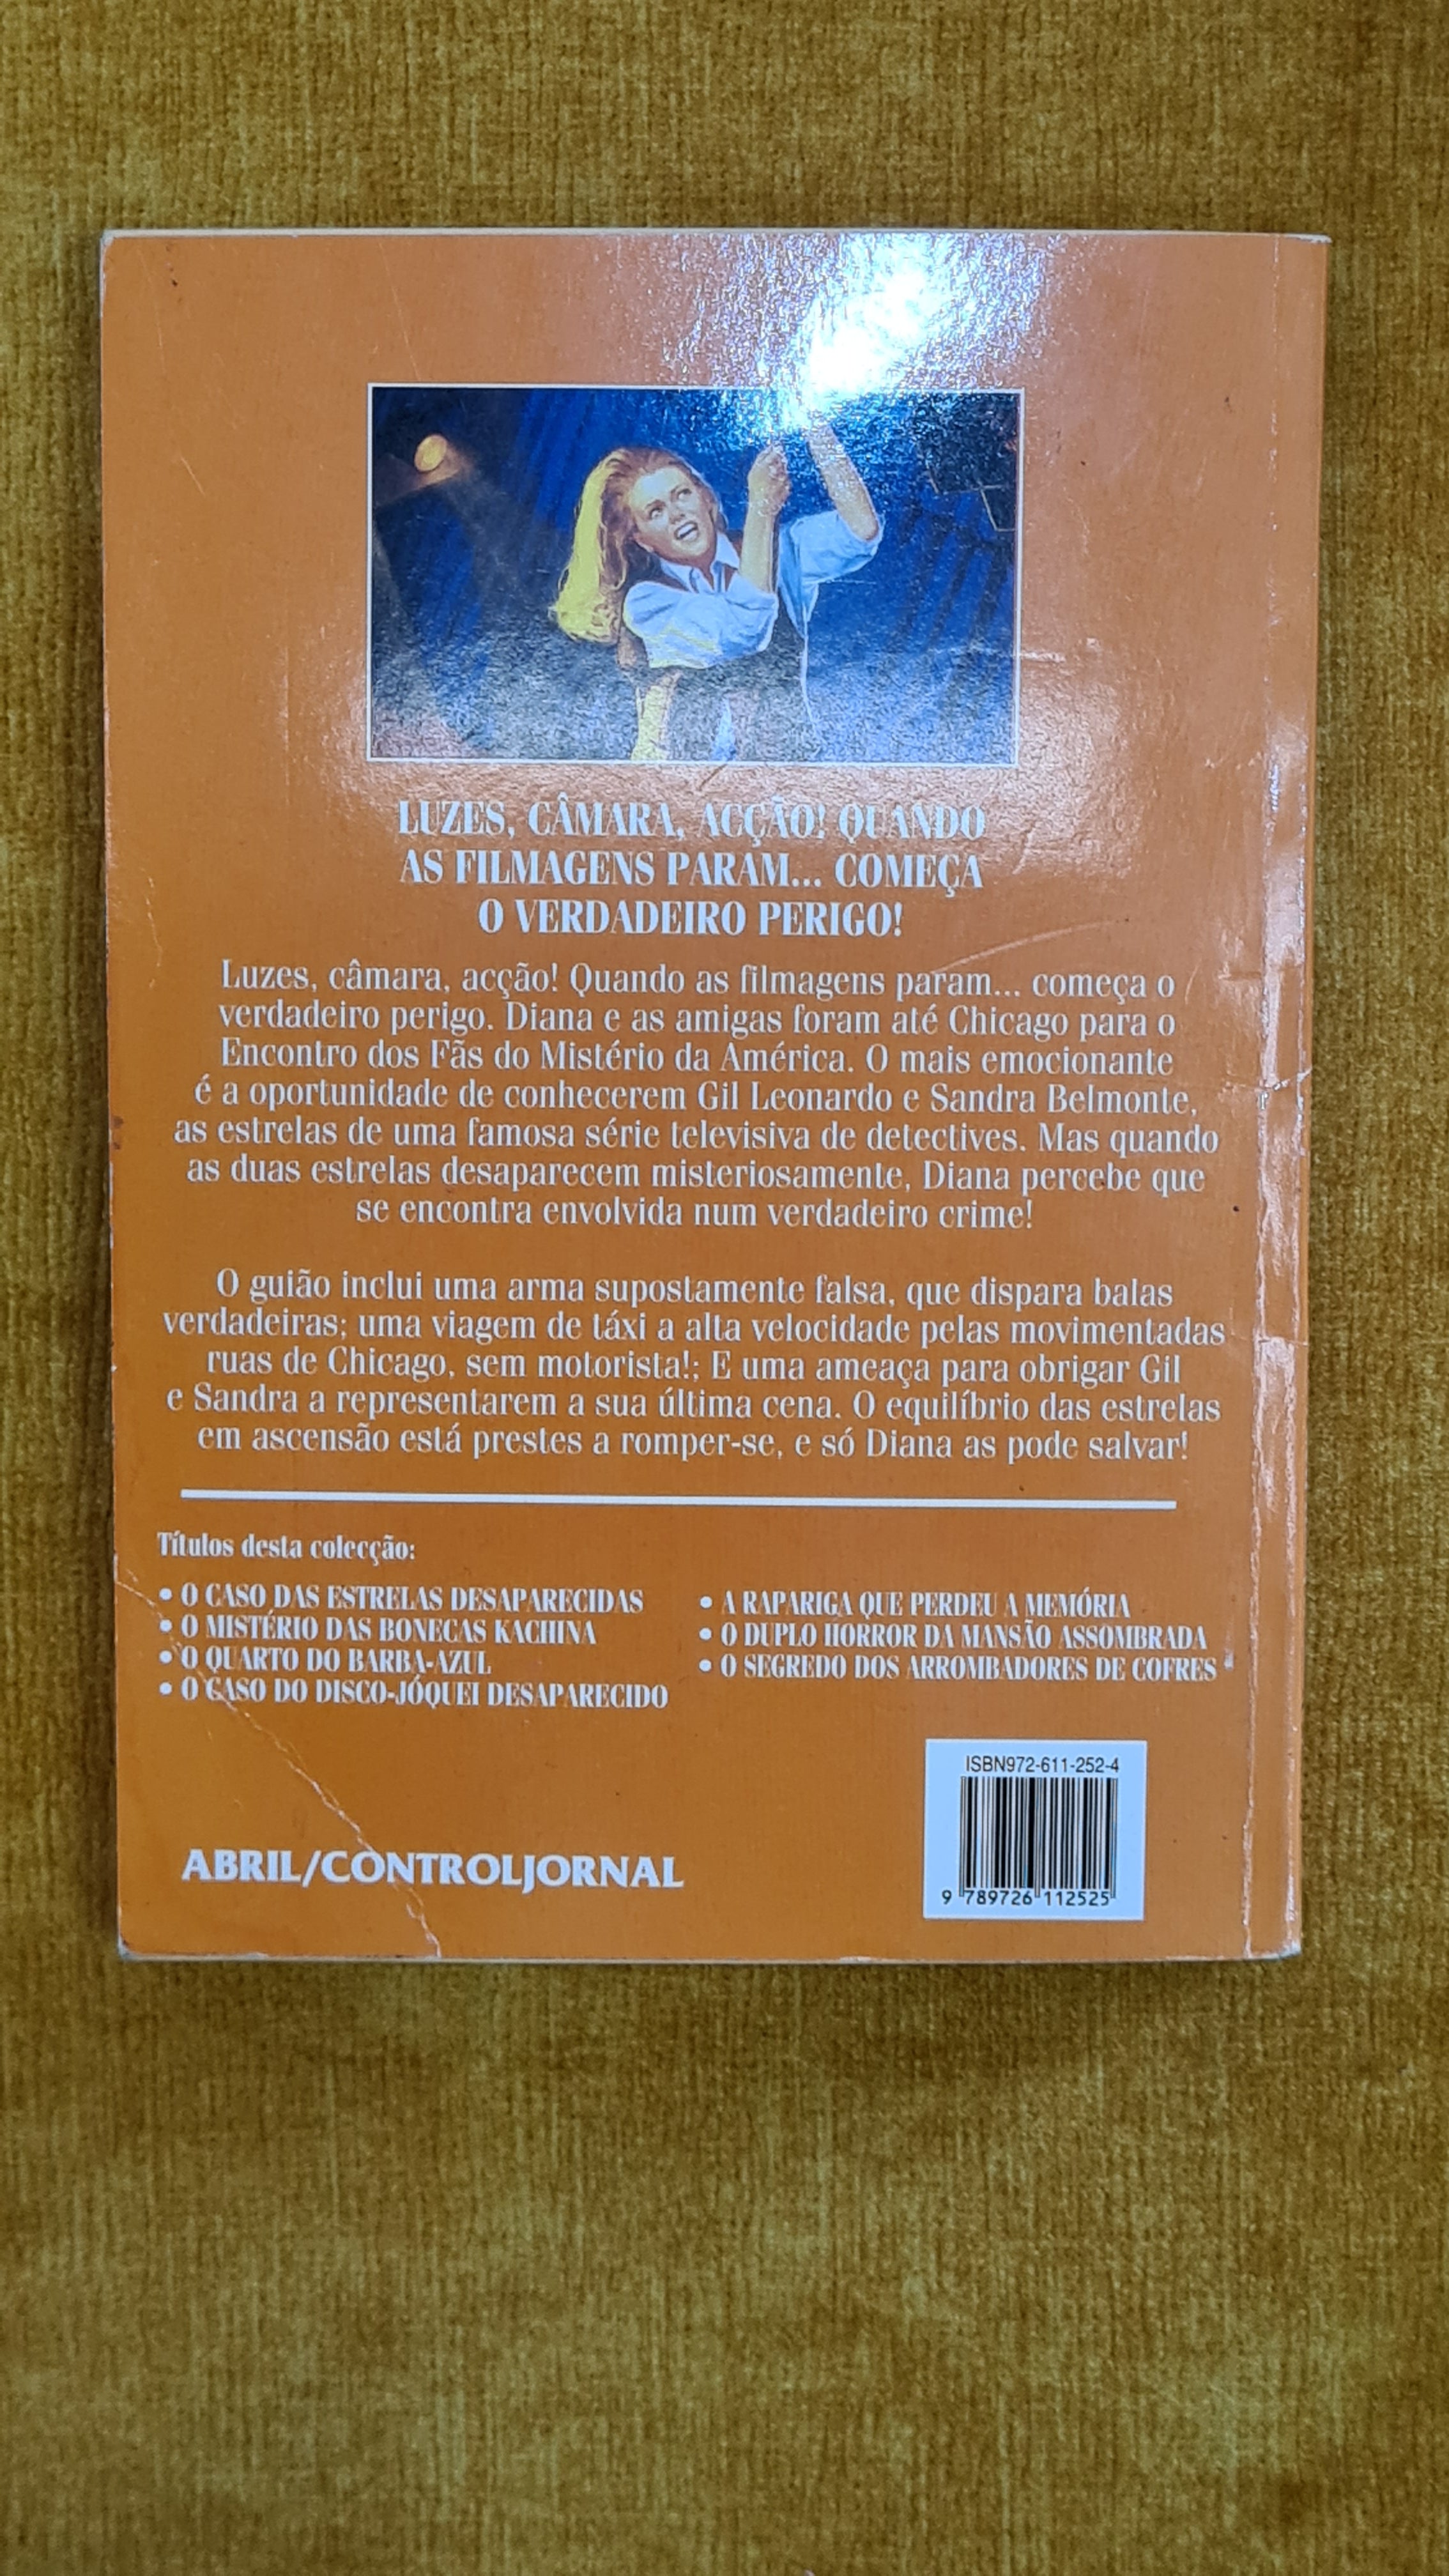 LUZES, CÂMARA, ACÇÃO! QUANDO
AS FILMAGENS PARAM... COMEÇA
O VERDADEIRO PERIGO!
Luzes, câmara, acção! Quando as filmagens param... começa o
verdadeiro perigo. Diana e as amigas foram até Chicago para o
Encontro dos Fãs do Mistério da América. O mais emocionante
é a oportunidade de conhecerem Gil Leonardo e Sandra Belmonte,
as estrelas de uma famosa série televisiva de detectives. Mas quando
as duas estrelas desaparecem misteriosamente, Diana percebe que
se encontra envolvida num verdadeiro crime!
O guião inclui uma arma supostamente falsa, que dispara balas
verdadeiras; uma viagem de táxi a alta velocidade pelas movimentadas
ruas de Chicago, sem motorista!; E uma ameaça para obrigar Gil
e Sandra a representarem a sua última cena. O equilíbrio das estrelas
em ascensão está prestes a romper-se, e só Diana as pode salvar!
Títulos desta colecção:
• O CASO DAS ESTRELAS DESAPARECIDAS
• O MISTÉRIO DAS BONECAS KACHINA
• O QUARTO DO BARBA-AZUL
• O CASO DO DISCO-JÓQUEI DESAPARECIDO
• A RAPARIGA QUE PERDEU A MEMÓRIA
• O DUPLO HORROR DA MANSÃO ASSOMBRADA
• O SEGREDO DOS ARROMBADORES DE COFRES
ABRIL/CONTROLJORNAL
ISBN972-611-252-4
9 789726 112525